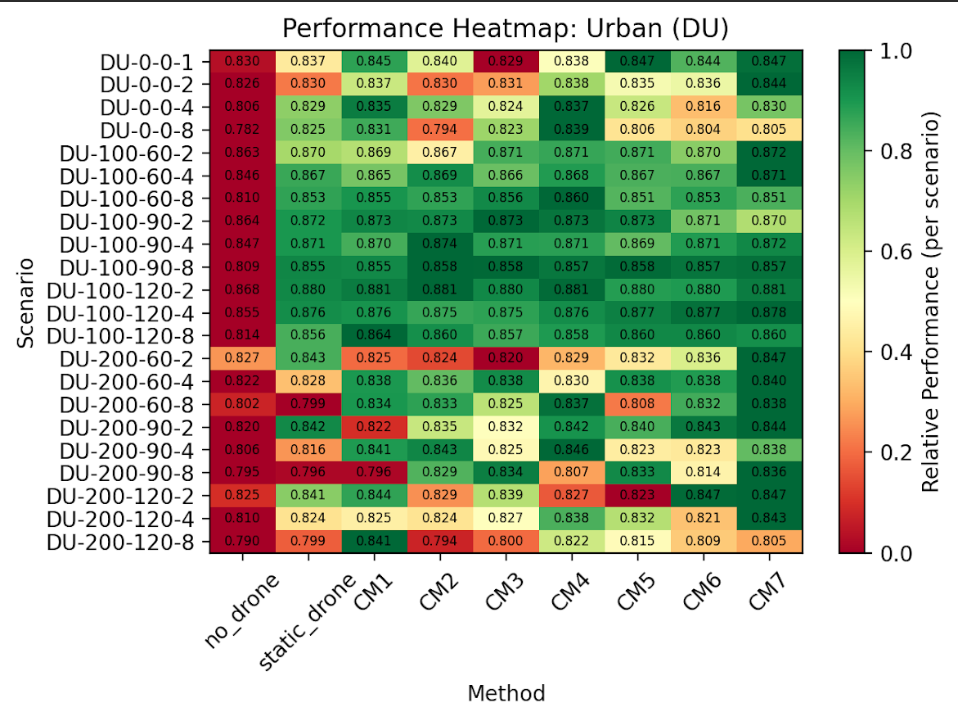 Performance Heatmap: Urban (DU)
DU-0-0-1 0.830 0.837 0.845 0.840 0.829 0.838 0.847 0.844 0.847
DU-0-0-2 0.826 0.830 0.837 0.830 0.831 0.838 0.835 0.836 0.844
DU-0-0-4 0.806 0.829 0.835 0.829 0.824 0.837 0.826 0.816 0.830
DU-0-0-8 0.782 0.825 0.831 0.794 0.823 0.839 0.806 0.804 0.805
DU-100-60-2 0.863 0.870 0.869 0.867 0.871 0.871 0.871 0.870 0.872
DU-100-60-4 0.846 0.867 0.865 0.869 0.866 0.868 0.867 0.867 0.871
DU-100-60-8 0.810 0.853 0.855 0.853 0.856 0.860 0.851 0.853 0.851
DU-100-90-2 0.864 0.872 0.873 0.873 0.873 0.873 0.873 0.871 0.870
DU-100-90-4 0.847 0.871 0.870 0.874 0.871 0.871 0.869 0.871 0.872
DU-100-90-8 0.809 0.855 0.855 0.858 0.858 0.857 0.858 0.857 0.857
DU-100-120-2 0.868 0.880 0.881 0.881 0.880 0.881 0.880 0.880 0.881
DU-100-120-4 0.855 0.876 0.876 0.875 0.875 0.876 0.877 0.877 0.878
DU-100-120-8 0.814 0.856 0.864 0.860 0.857 0.858 0.860 0.860 0.860
DU-200-60-2 0.827 0.843 0.825 0.824 0.820 0.829 0.832 0.836 0.847
DU-200-60-4 0.822 0.828 0.838 0.836 0.838 0.830 0.838 0.838 0.840
DU-200-60-8 0.802 0.799 0.834 0.833 0.825 0.837 0.808 0.832 0.838
DU-200-90-2 0.820 0.842 0.822 0.835 0.832 0.842 0.840 0.843 0.844
DU-200-90-4 0.806 0.816 0.841 0.843 0.825 0.846 0.823 0.823 0.838
DU-200-90-8 0.795 0.796 0.796 0.829 0.834 0.807 0.833 0.814 0.836
DU-200-120-2 0.825 0.841 0.844 0.829 0.839 0.827 0.823 0.847 0.847
DU-200-120-4 0.810 0.824 0.825 0.824 0.827 0.838 0.832 0.821 0.843
DU-200-120-8 0.790 0.799 0.841 0.794 0.800 0.822 0.815 0.809 0.805
no_drone static_drone CM1 CM2 CM3 CM4 CM5 CM6 CM7
Method
Scenario
1.0
0.8
0.6
0.4
0.2
0.0
Relative Performance (per scenario)